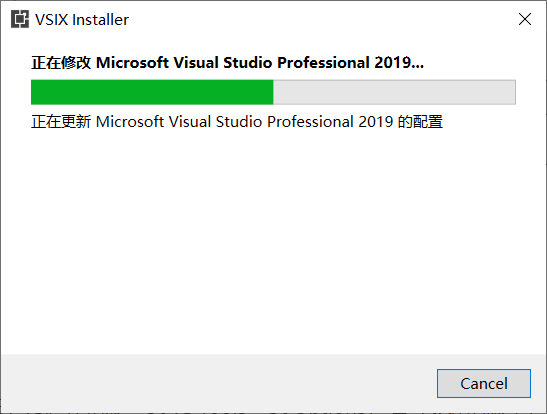 VSIX Installer
正在修改 Microsoft Visual Studio Professional 2019...
正在更新 Microsoft Visual Studio Professional 2019 的配置
Cancel